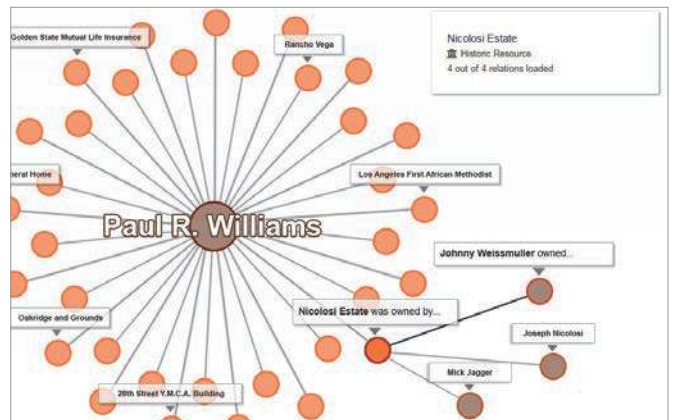 Golden State Mutual Life Insurance
Rancho Vega
Nicolosi Estate
Historic Resource
4 out of 4 relations loaded
neral Home
Los Angeles First African Methodist
Paul R. Williams
Johnny Weissmuller owned...
Nicolosi Estate was owned by...
Oakridge and Grounds
Joseph Nicolosi
Mick Jagger
28th Street Y.M.C.A. Building